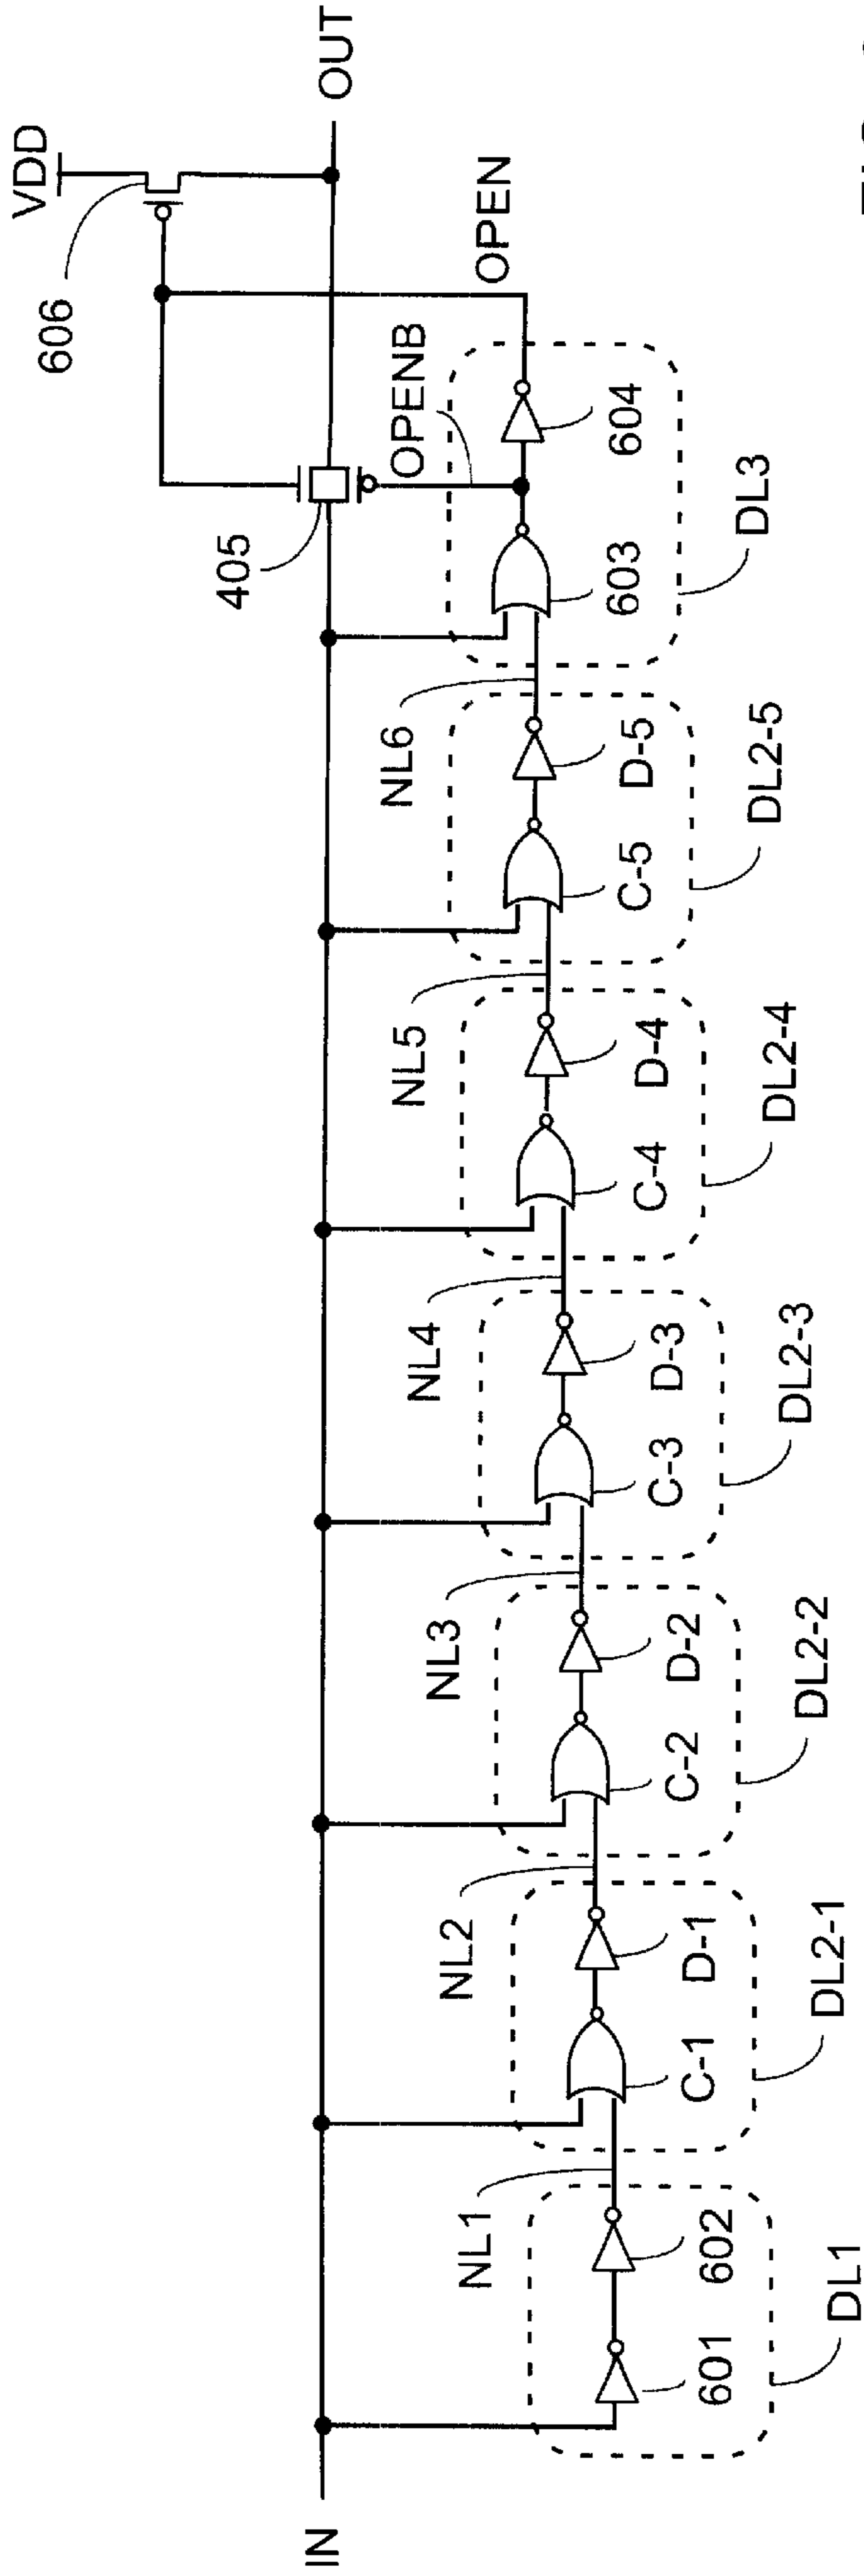 VDD
606
OUT
OPEN
OPENB
405
604
603
DL3
NL6
D-5
C-5
DL2-5
NL5
D-4
C-4
DL2-4
NL4
D-3
C-3
DL2-3
NL3
D-2
C-2
DL2-2
NL2
D-1
C-1
DL2-1
NL1
602
601
DL1
IN